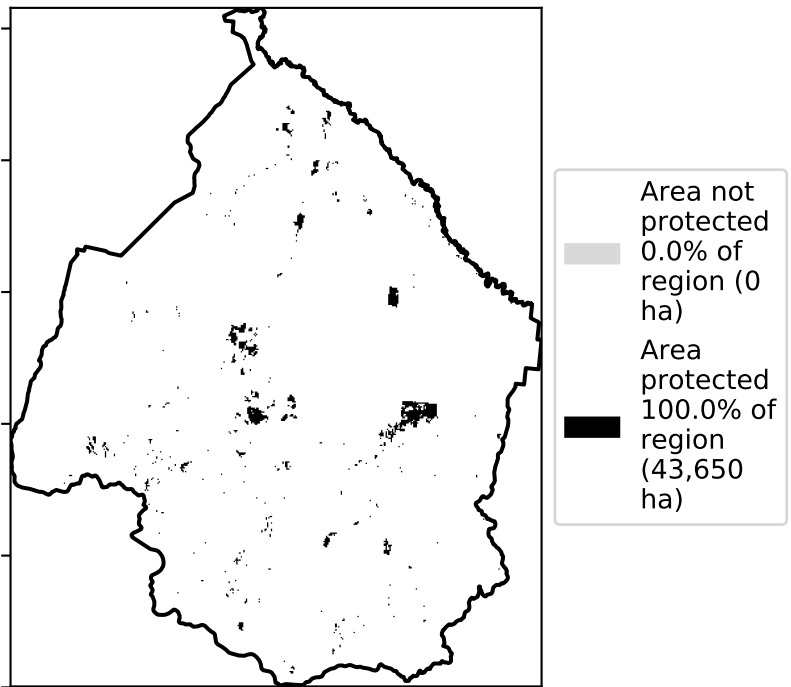 Area not
protected
0.0% of
region (0
ha)
Area
protected
100.0% of
region
(43,650
ha)